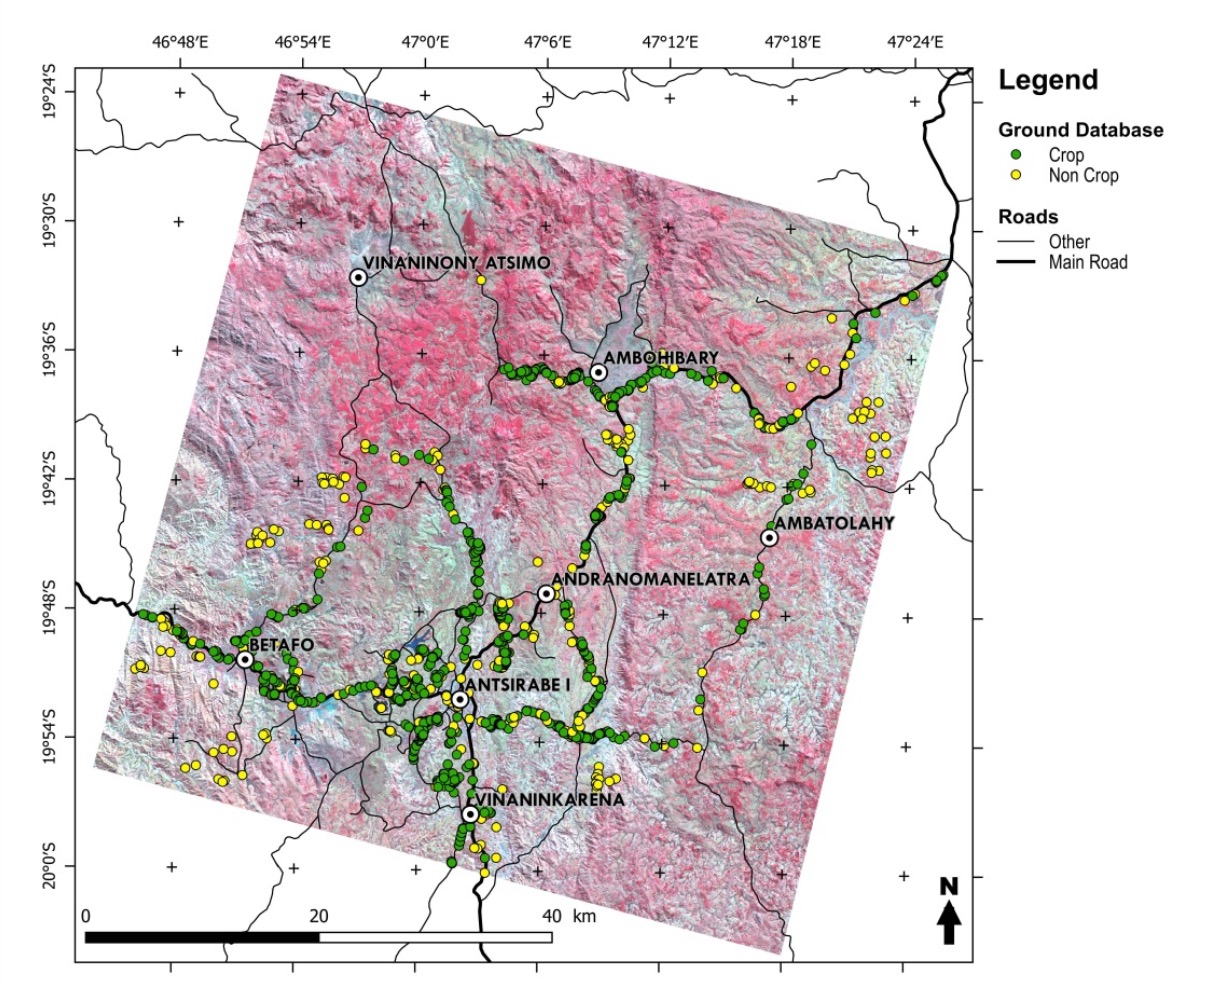 46°48′E 46°54′E 47°0′E 47°6′E 47°12′E 47°18′E 47°24′E
19°24′S
19°30′S
19°36′S
19°42′S
19°48′S
19°54′S
20°0′S
VINANINONY ATSIMO
AMBOHIBARY
AMBATOLAHY
ANDRANOMANELATRA
BETAFO
ANTSIRABE I
VINANINKARENA
0 20 40 km
N
Legend
Ground Database
Crop
Non Crop
Roads
Other
Main Road